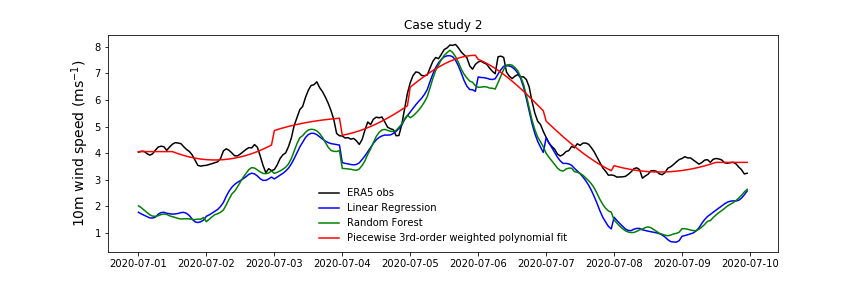 Case study 2
10m wind speed (ms⁻¹)
8
7
6
5
4
3
2
1
ERA5 obs
Linear Regression
Random Forest
Piecewise 3rd-order weighted polynomial fit
2020-07-01 2020-07-02 2020-07-03 2020-07-04 2020-07-05 2020-07-06 2020-07-07 2020-07-08 2020-07-09 2020-07-10